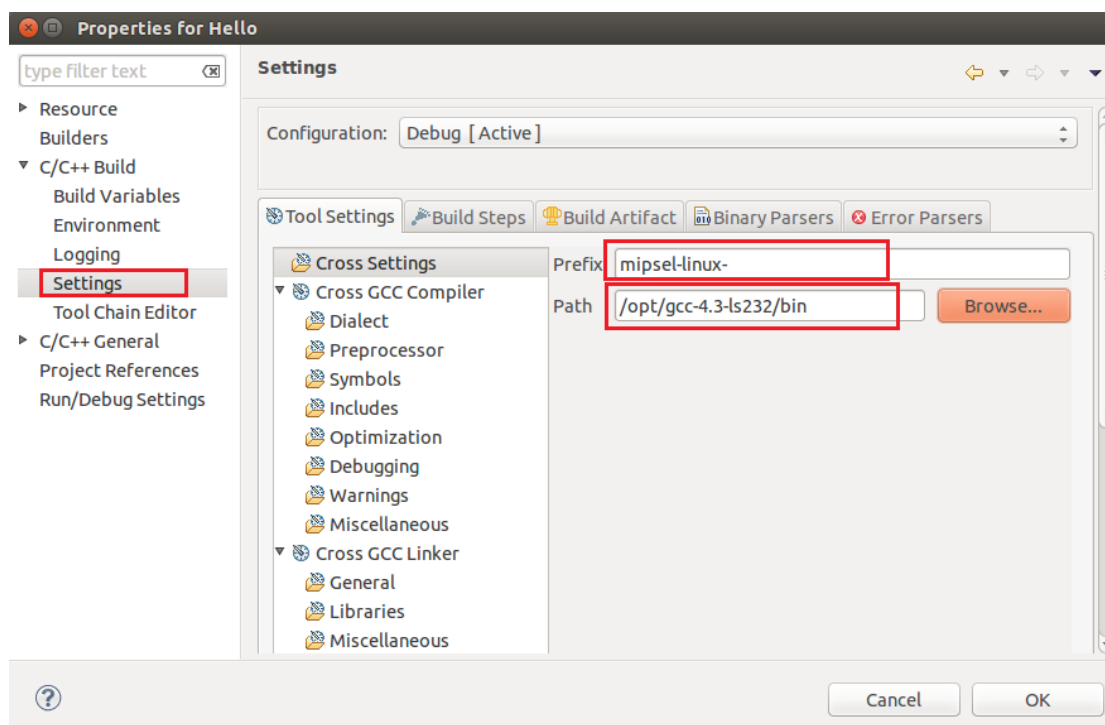 Properties for Hello
type filter text
Resource
Builders
C/C++ Build
Build Variables
Environment
Logging
Settings
Tool Chain Editor
C/C++ General
Project References
Run/Debug Settings
Settings
Configuration: Debug [ Active ]
Tool Settings Build Steps Build Artifact Binary Parsers Error Parsers
Cross Settings
Cross GCC Compiler
Dialect
Preprocessor
Symbols
Includes
Optimization
Debugging
Warnings
Miscellaneous
Cross GCC Linker
General
Libraries
Miscellaneous
Prefix mipsel-linux-
Path /opt/gcc-4.3-ls232/bin Browse...
Cancel OK